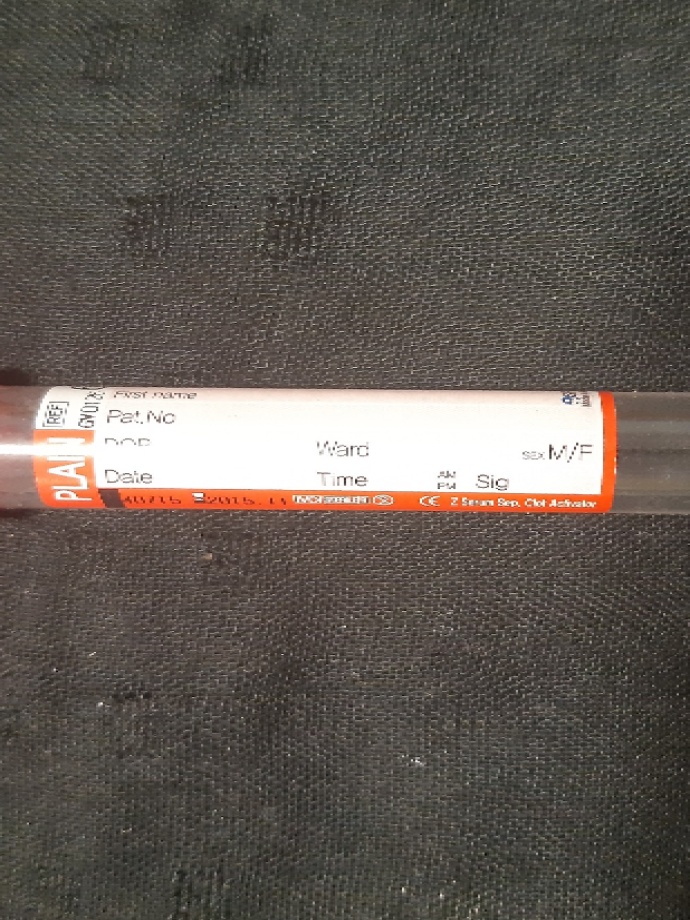 PLAIN
REF
First name
Pat.No
Ward
sex M/F
Date
Time
AM
PM
Sig
CE Z Serum Sep. Clot Activator